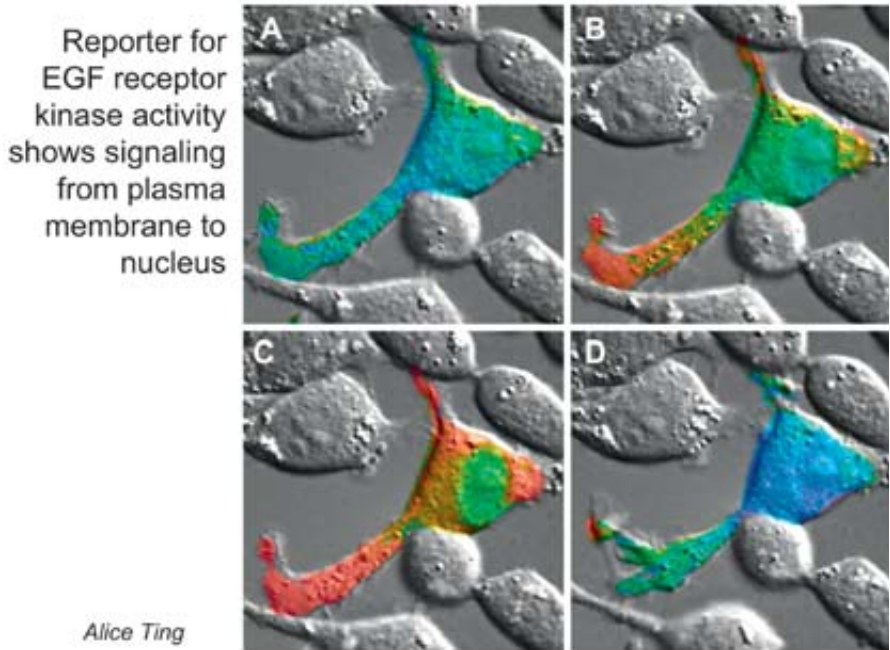 Reporter for
EGF receptor
kinase activity
shows signaling
from plasma
membrane to
nucleus
A
B
C
D
Alice Ting